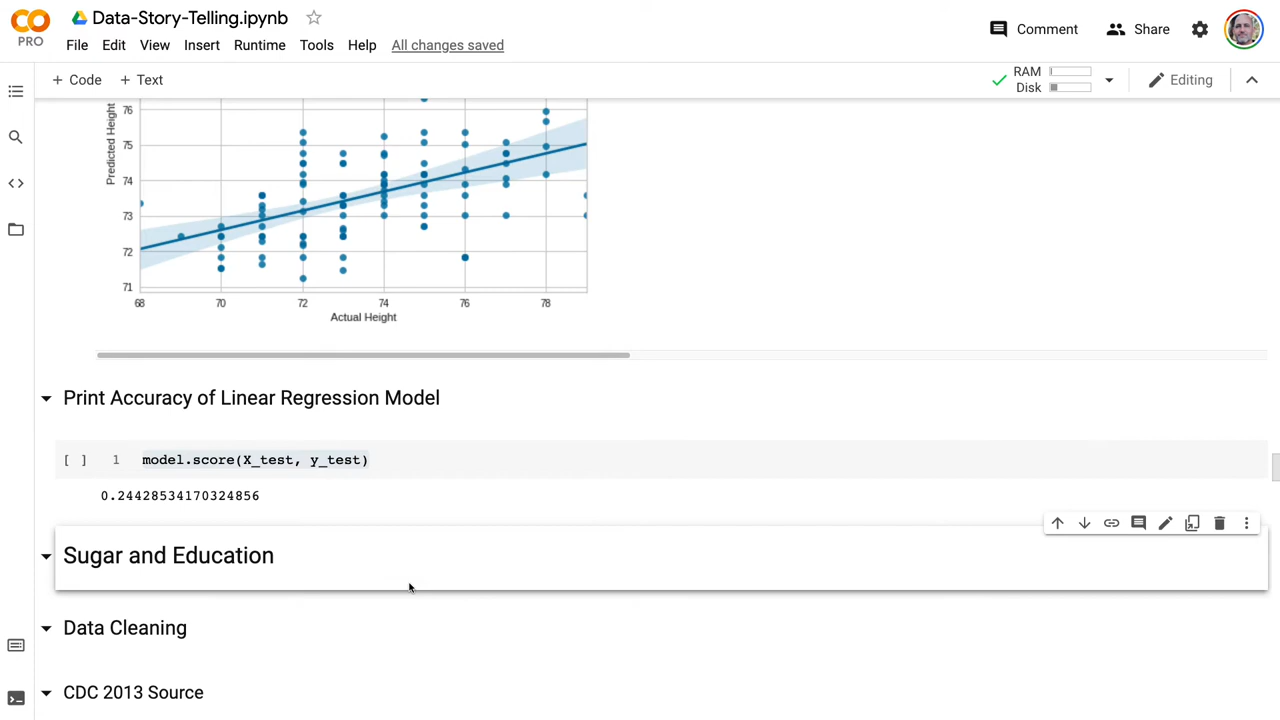 Data-Story-Telling.ipynb
PRO
File Edit View Insert Runtime Tools Help All changes saved
Comment
Share
+ Code + Text
RAM
Disk
Editing
76
75
74
73
72
71
Predicted Height
68 70 72 74 76 78
Actual Height
Print Accuracy of Linear Regression Model
[ ] 1 model.score(X_test, y_test)
0.24428534170324856
Sugar and Education
Data Cleaning
CDC 2013 Source